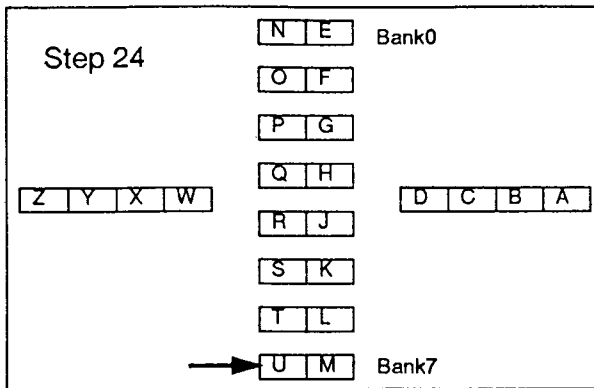 N E Bank0
Step 24
O F
P G
Q H
Z Y X W
D C B A
R J
S K
T L
U M Bank7